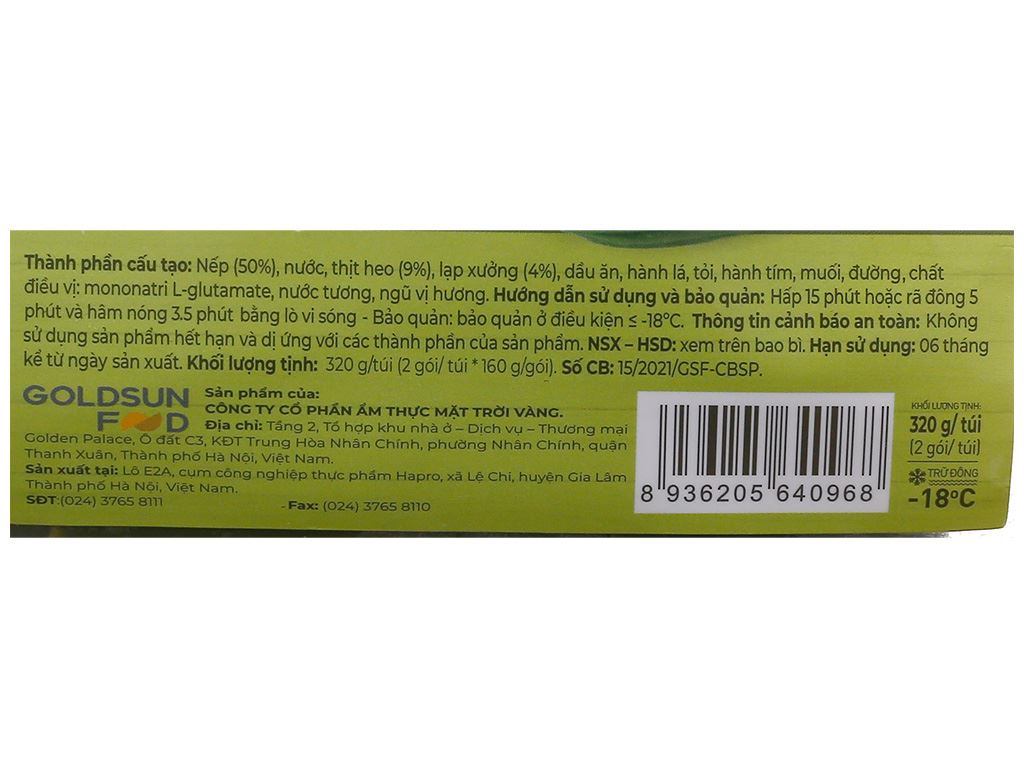 Thành phần cấu tạo: Nếp (50%), nước, thịt heo (9%), lạp xưởng (4%), dầu ăn, hành lá, tỏi, hành tím, muối, đường, chất
điều vị: mononatri L-glutamate, nước tương, ngũ vị hương. Hướng dẫn sử dụng và bảo quản: Hấp 15 phút hoặc rã đông 5
phút và hâm nóng 3.5 phút bằng lò vi sóng - Bảo quản: bảo quản ở điều kiện ≤ -18°C. Thông tin cảnh báo an toàn: Không
sử dụng sản phẩm hết hạn và dị ứng với các thành phần của sản phẩm. NSX – HSD: xem trên bao bì. Hạn sử dụng: 06 tháng
kể từ ngày sản xuất. Khối lượng tịnh: 320 g/túi (2 gói/ túi * 160 g/gói). Số CB: 15/2021/GSF-CBSP.
GOLDSUN
FOOD
Sản phẩm của:
CÔNG TY CỔ PHẦN ẨM THỰC MẶT TRỜI VÀNG.
Địa chỉ: Tầng 2, Tổ hợp khu nhà ở – Dịch vụ – Thương mại
Golden Palace, Ô đất C3, KĐT Trung Hòa Nhân Chính, phường Nhân Chính, quận
Thanh Xuân, Thành phố Hà Nội, Việt Nam.
Sản xuất tại: Lô E2A, cụm công nghiệp thực phẩm Hapro, xã Lệ Chi, huyện Gia Lâm
Thành phố Hà Nội, Việt Nam.
SĐT:(024) 3765 8111 - Fax: (024) 3765 8110
8 936205 640968
KHỐI LƯỢNG TỊNH:
320 g/ túi
(2 gói/ túi)
TRỮ ĐÔNG
-18°C